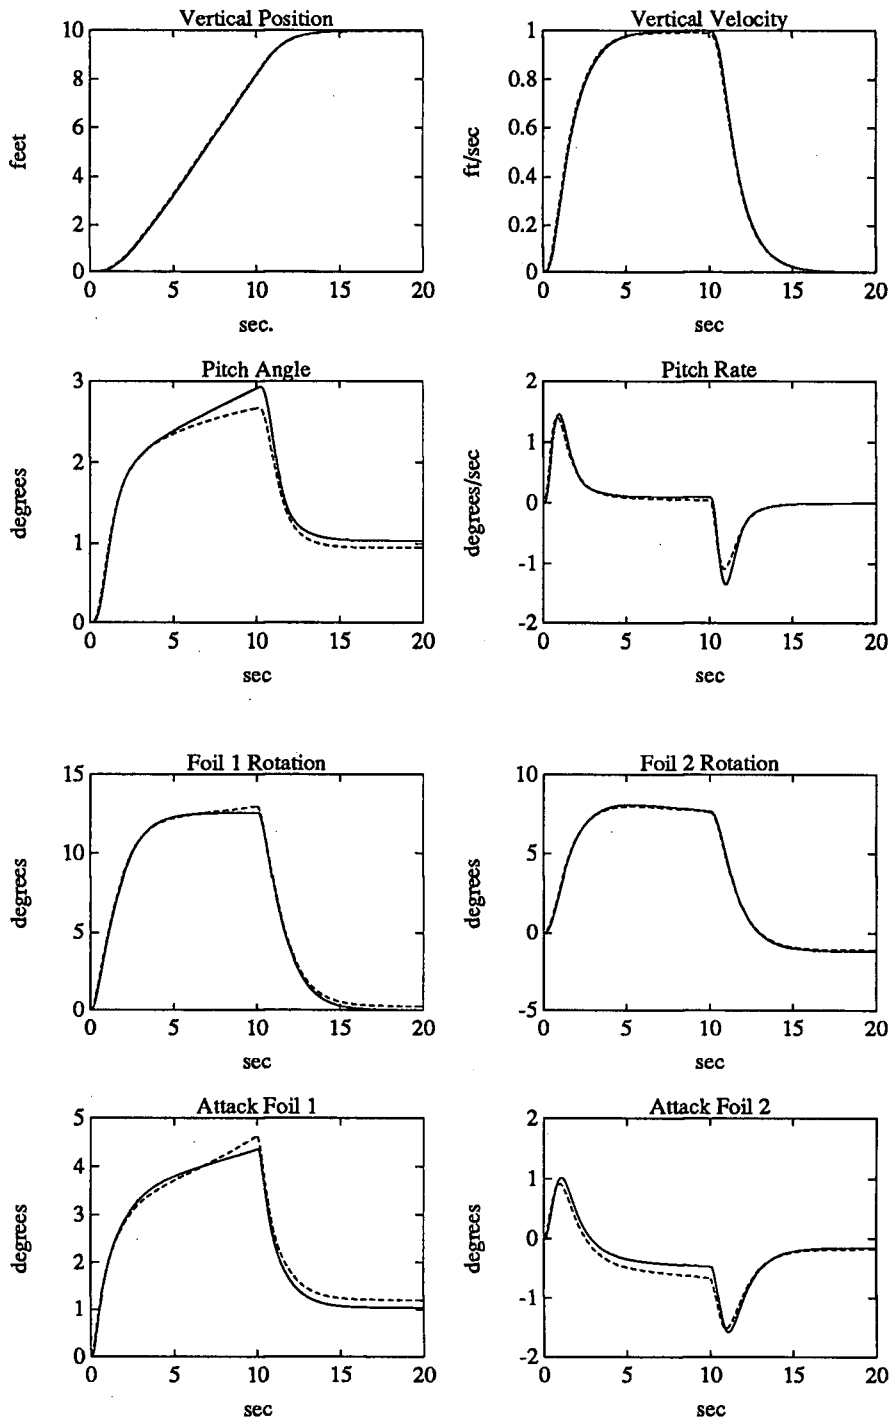 Vertical Position
10
8
6
4
2
0
feet
0 5 10 15 20
sec.
Vertical Velocity
1
0.8
0.6
0.4
0.2
0
ft/sec
0 5 10 15 20
sec
Pitch Angle
3
2
1
0
degrees
0 5 10 15 20
sec
Pitch Rate
2
1
0
-1
-2
degrees/sec
0 5 10 15 20
sec
Foil 1 Rotation
15
10
5
0
degrees
0 5 10 15 20
sec
Foil 2 Rotation
10
5
0
-5
degrees
0 5 10 15 20
sec
Attack Foil 1
5
4
3
2
1
0
degrees
0 5 10 15 20
sec
Attack Foil 2
2
1
0
-1
-2
degrees
0 5 10 15 20
sec